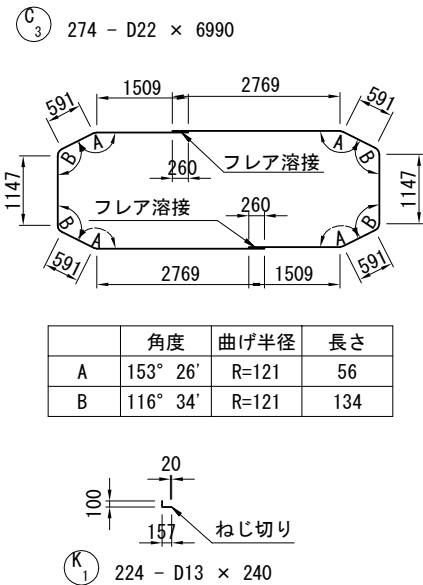 C3 274 - D22 × 6990
1509 2769
591 591
A A
B B
260 フレア溶接
1147 1147
フレア溶接 260
B B
A A
591 591
2769 1509
角度 曲げ半径 長さ
A 153° 26' R=121 56
B 116° 34' R=121 134
20
100
157 ねじ切り
K1 224 - D13 × 240